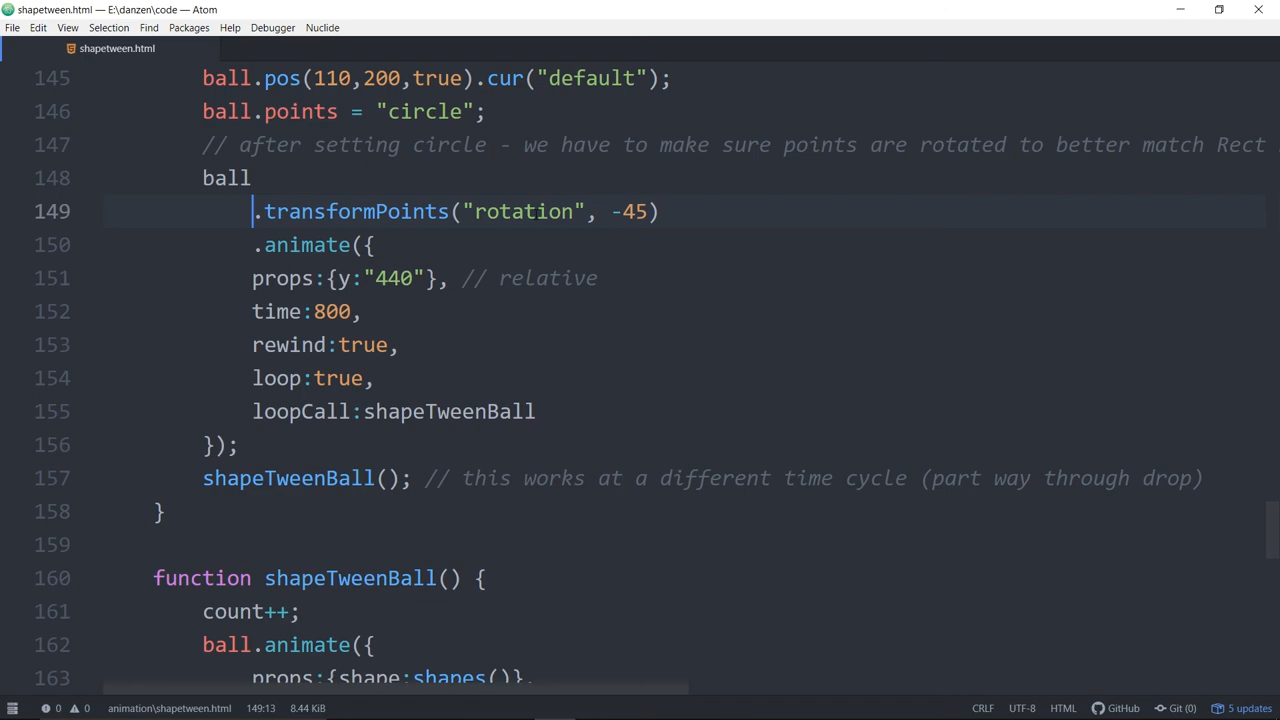 shapetween.html — E:\danzen\code — Atom
File Edit View Selection Find Packages Help Debugger Nuclide
shapetween.html
145 ball.pos(110,200,true).cur("default");
146 ball.points = "circle";
147 // after setting circle - we have to make sure points are rotated to better match Rect
148 ball
149 .transformPoints("rotation", -45)
150 .animate({
151 props:{y:"440"}, // relative
152 time:800,
153 rewind:true,
154 loop:true,
155 loopCall:shapeTweenBall
156 });
157 shapeTweenBall(); // this works at a different time cycle (part way through drop)
158 }
159
160 function shapeTweenBall() {
161 count++;
162 ball.animate({
163 props:{shape:shapes()},
0 0 animation\shapetween.html 149:13 8.44 KiB CRLF UTF-8 HTML GitHub Git (0) 5 updates